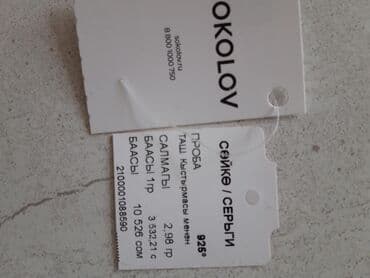 SOKOLOV
sokolov.ru
8 800 1000 750
СӨЙКӨ / СЕРЬГИ
ПРОБА 925°
ТАШ Кыстырмасы менен
САЛМАГЫ 2,98 гр
БААСЫ 1гр 3 532,21 с
БААСЫ 10 526 сом
2100001088590